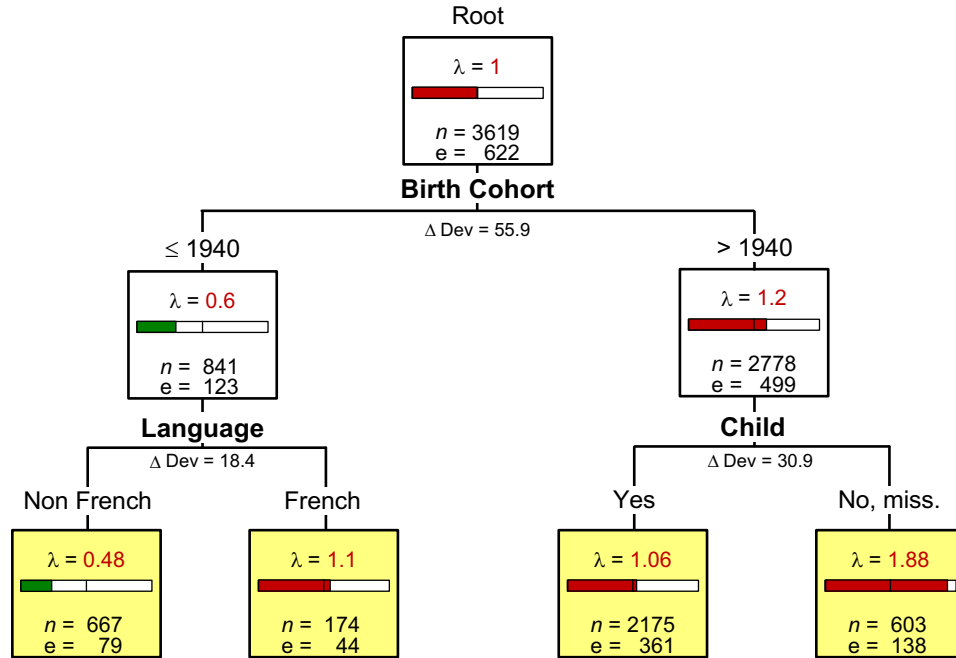 Root
λ = 1
n = 3619
e = 622
Birth Cohort
Δ Dev = 55.9
≤ 1940
> 1940
λ = 0.6
λ = 1.2
n = 841
e = 123
n = 2778
e = 499
Language
Child
Δ Dev = 18.4
Δ Dev = 30.9
Non French
French
Yes
No, miss.
λ = 0.48
λ = 1.1
λ = 1.06
λ = 1.88
n = 667
e = 79
n = 174
e = 44
n = 2175
e = 361
n = 603
e = 138